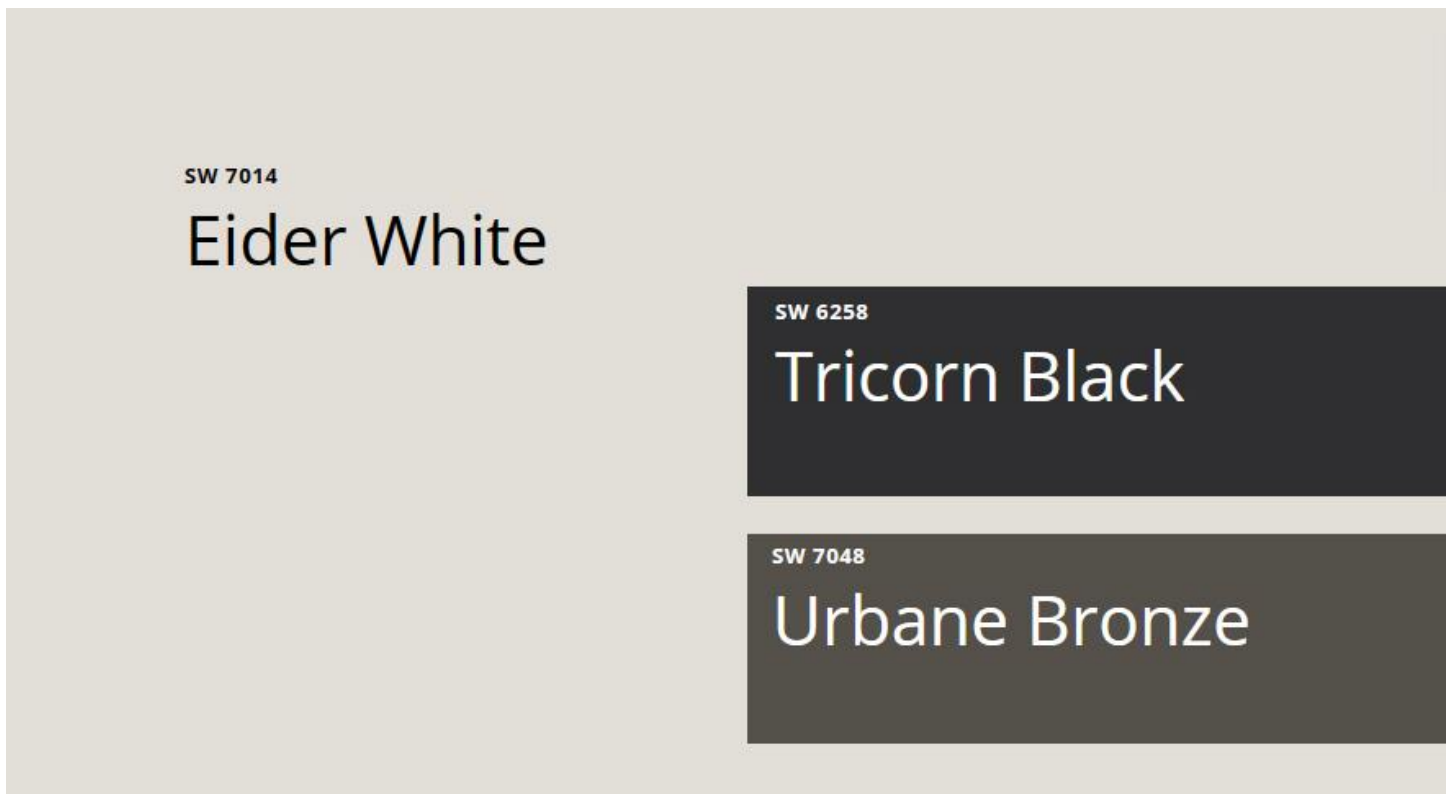 SW 7014
Eider White
SW 6258
Tricorn Black
SW 7048
Urbane Bronze